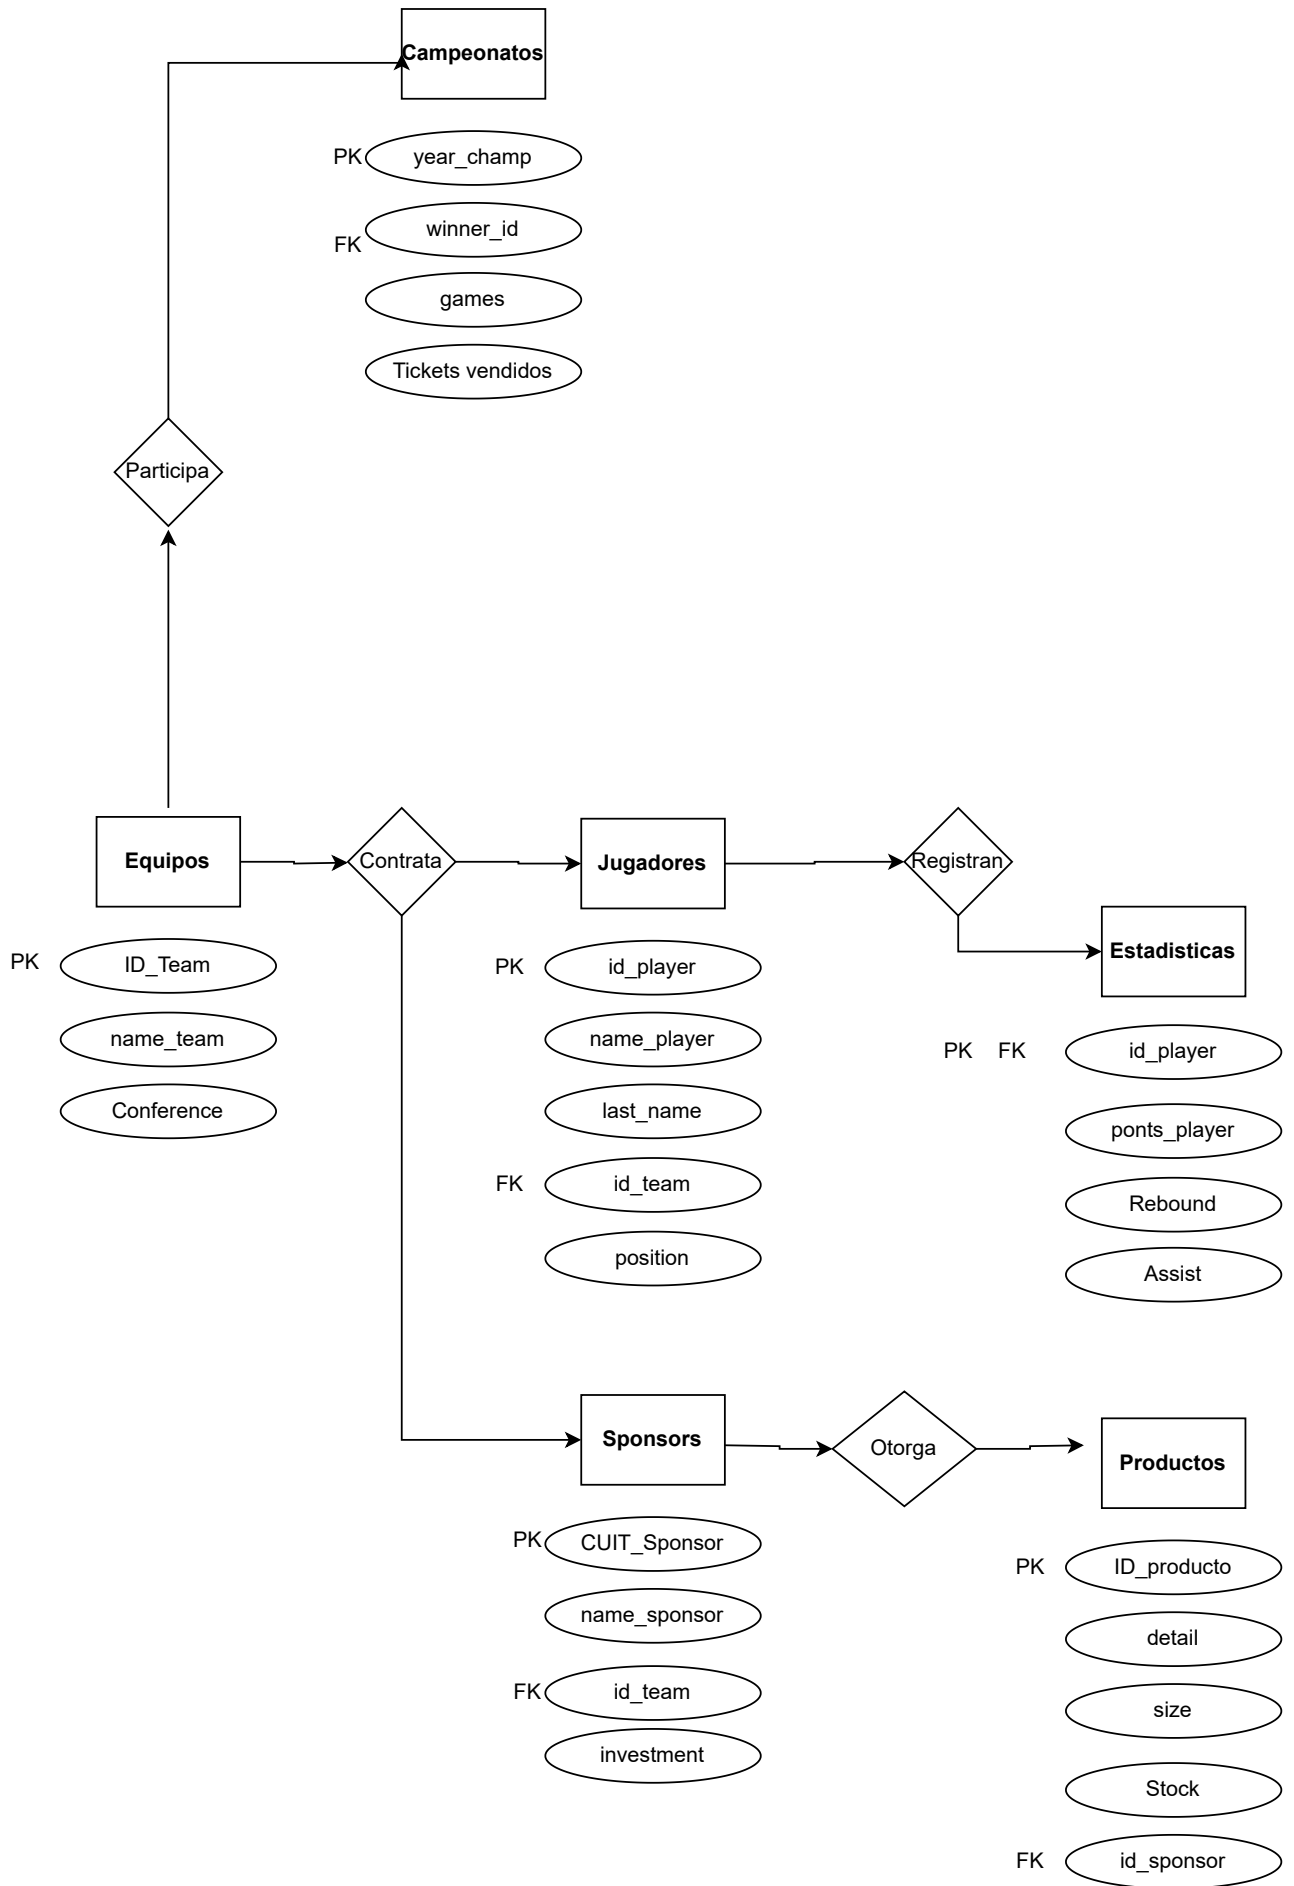 Campeonatos
PK
year_champ
winner_id
FK
games
Tickets vendidos
Participa
Equipos
Contrata
Jugadores
Registran
Estadisticas
PK
ID_Team
name_team
Conference
PK
id_player
name_player
last_name
FK
id_team
position
PK FK
id_player
ponts_player
Rebound
Assist
Sponsors
Otorga
Productos
PK
CUIT_Sponsor
name_sponsor
FK
id_team
investment
PK
ID_producto
detail
size
Stock
FK
id_sponsor